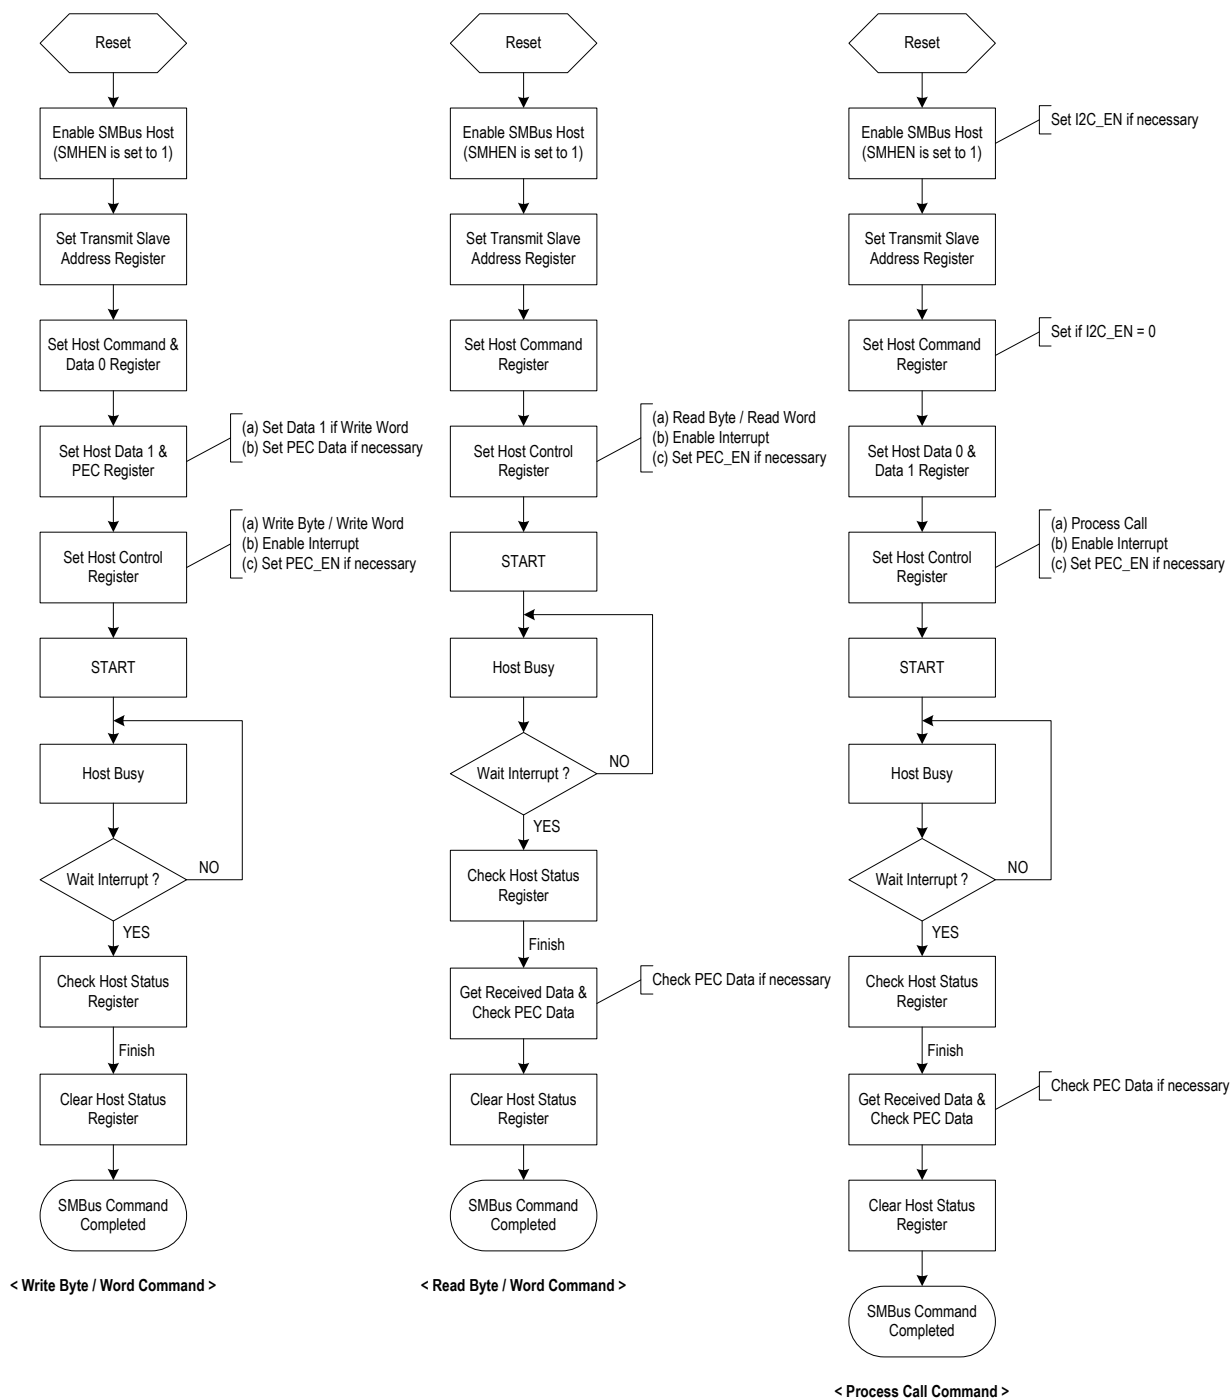 Reset
Enable SMBus Host
(SMHEN is set to 1)
Set Transmit Slave
Address Register
Set Host Command &
Data 0 Register
Set Host Data 1 &
PEC Register
(a) Set Data 1 if Write Word
(b) Set PEC Data if necessary
Set Host Control
Register
(a) Write Byte / Write Word
(b) Enable Interrupt
(c) Set PEC_EN if necessary
START
Host Busy
Wait Interrupt ?
NO
YES
Check Host Status
Register
Finish
Clear Host Status
Register
SMBus Command
Completed
< Write Byte / Word Command >
Reset
Enable SMBus Host
(SMHEN is set to 1)
Set Transmit Slave
Address Register
Set Host Command
Register
Set Host Control
Register
(a) Read Byte / Read Word
(b) Enable Interrupt
(c) Set PEC_EN if necessary
START
Host Busy
Wait Interrupt ?
NO
YES
Check Host Status
Register
Finish
Get Received Data &
Check PEC Data
Check PEC Data if necessary
Clear Host Status
Register
SMBus Command
Completed
< Read Byte / Word Command >
Reset
Enable SMBus Host
(SMHEN is set to 1)
Set I2C_EN if necessary
Set Transmit Slave
Address Register
Set Host Command
Register
Set if I2C_EN = 0
Set Host Data 0 &
Data 1 Register
Set Host Control
Register
(a) Process Call
(b) Enable Interrupt
(c) Set PEC_EN if necessary
START
Host Busy
Wait Interrupt ?
NO
YES
Check Host Status
Register
Finish
Get Received Data &
Check PEC Data
Check PEC Data if necessary
Clear Host Status
Register
SMBus Command
Completed
< Process Call Command >